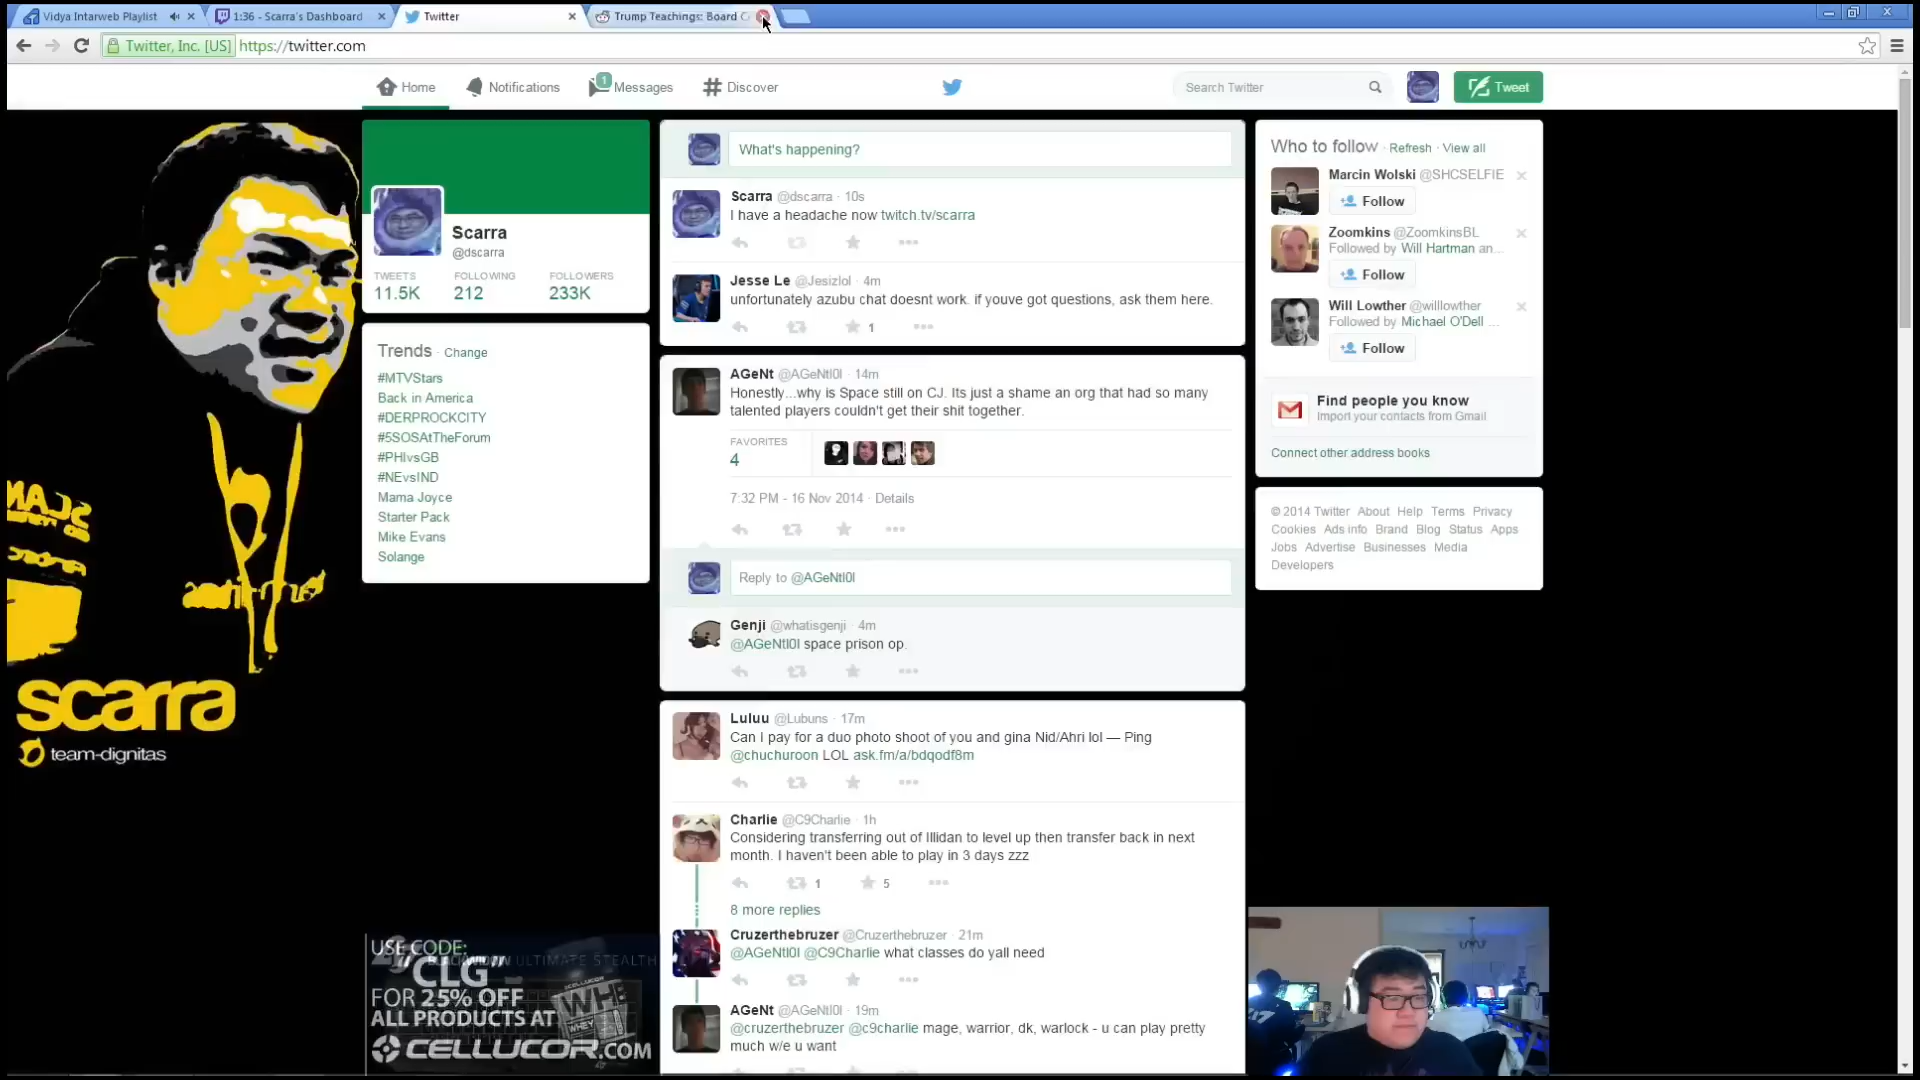 Vidya Intarweb Playlist
1:36 - Scarra's Dashboard
Twitter
Trump Teachings: Board C
Twitter, Inc. [US] https://twitter.com
Home
Notifications
1
Messages
Discover
Search Twitter
Tweet
Scarra
@dscarra
TWEETS FOLLOWING FOLLOWERS
11.5K 212 233K
Trends · Change
#MTVStars
Back in America
#DERPROCKCITY
#5SOSAtTheForum
#PHIvsGB
#NEvsIND
Mama Joyce
Starter Pack
Mike Evans
Solange
scarra
team-dignitas
USE CODE:
"CLG"
FOR 25% OFF
ALL PRODUCTS AT
CELLUCOR.COM
ULTIMATE STEALTH
WHEY
What's happening?
Scarra @dscarra · 10s
I have a headache now twitch.tv/scarra
Jesse Le @Jesizlol · 4m
unfortunately azubu chat doesnt work. if youve got questions, ask them here.
1
AGeNt @AGeNtl0l · 14m
Honestly...why is Space still on CJ. Its just a shame an org that had so many
talented players couldn't get their shit together.
FAVORITES
4
7:32 PM - 16 Nov 2014 · Details
Reply to @AGeNtl0l
Genji @whatisgenji · 4m
@AGeNtl0l space prison op.
Luluu @Lubuns · 17m
Can I pay for a duo photo shoot of you and gina Nid/Ahri lol — Ping
@chuchuroon LOL ask.fm/a/bdqodf8m
Charlie @C9Charlie · 1h
Considering transferring out of Illidan to level up then transfer back in next
month. I haven't been able to play in 3 days zzz
1 5
8 more replies
Cruzerthebruzer @Cruzerthebruzer · 21m
@AGeNtl0l @C9Charlie what classes do yall need
AGeNt @AGeNtl0l · 19m
@cruzerthebruzer @c9charlie mage, warrior, dk, warlock - u can play pretty
much w/e u want
Who to follow · Refresh · View all
Marcin Wolski @SHCSELFIE
Follow
Zoomkins @ZoomkinsBL
Followed by Will Hartman an...
Follow
Will Lowther @willlowther
Followed by Michael O'Dell ...
Follow
Find people you know
Import your contacts from Gmail
Connect other address books
© 2014 Twitter About Help Terms Privacy
Cookies Ads info Brand Blog Status Apps
Jobs Advertise Businesses Media
Developers